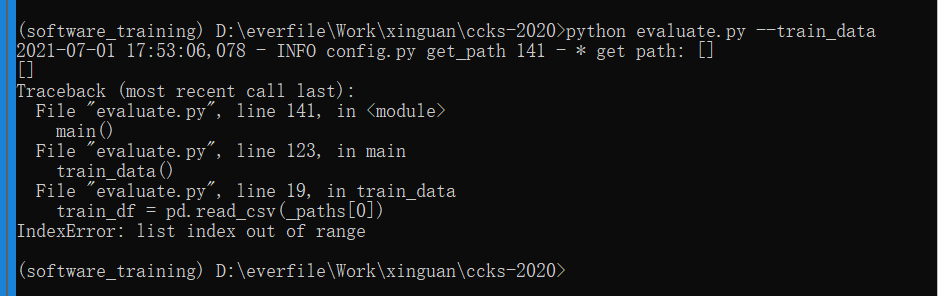 (software_training) D:\everfile\Work\xinguan\ccks-2020>python evaluate.py --train_data
2021-07-01 17:53:06,078 - INFO config.py get_path 141 - * get path: []
[]
Traceback (most recent call last):
  File "evaluate.py", line 141, in <module>
    main()
  File "evaluate.py", line 123, in main
    train_data()
  File "evaluate.py", line 19, in train_data
    train_df = pd.read_csv(_paths[0])
IndexError: list index out of range
(software_training) D:\everfile\Work\xinguan\ccks-2020>